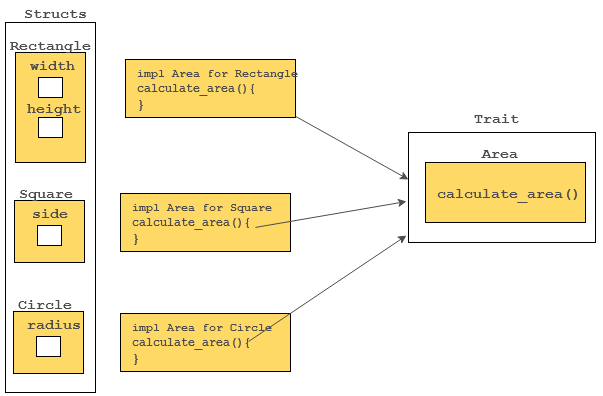 Structs
Rectangle
width
height
Square
side
Circle
radius
impl Area for Rectangle
calculate_area(){
}
impl Area for Square
calculate_area(){
}
impl Area for Circle
calculate_area(){
}
Trait
Area
calculate_area()